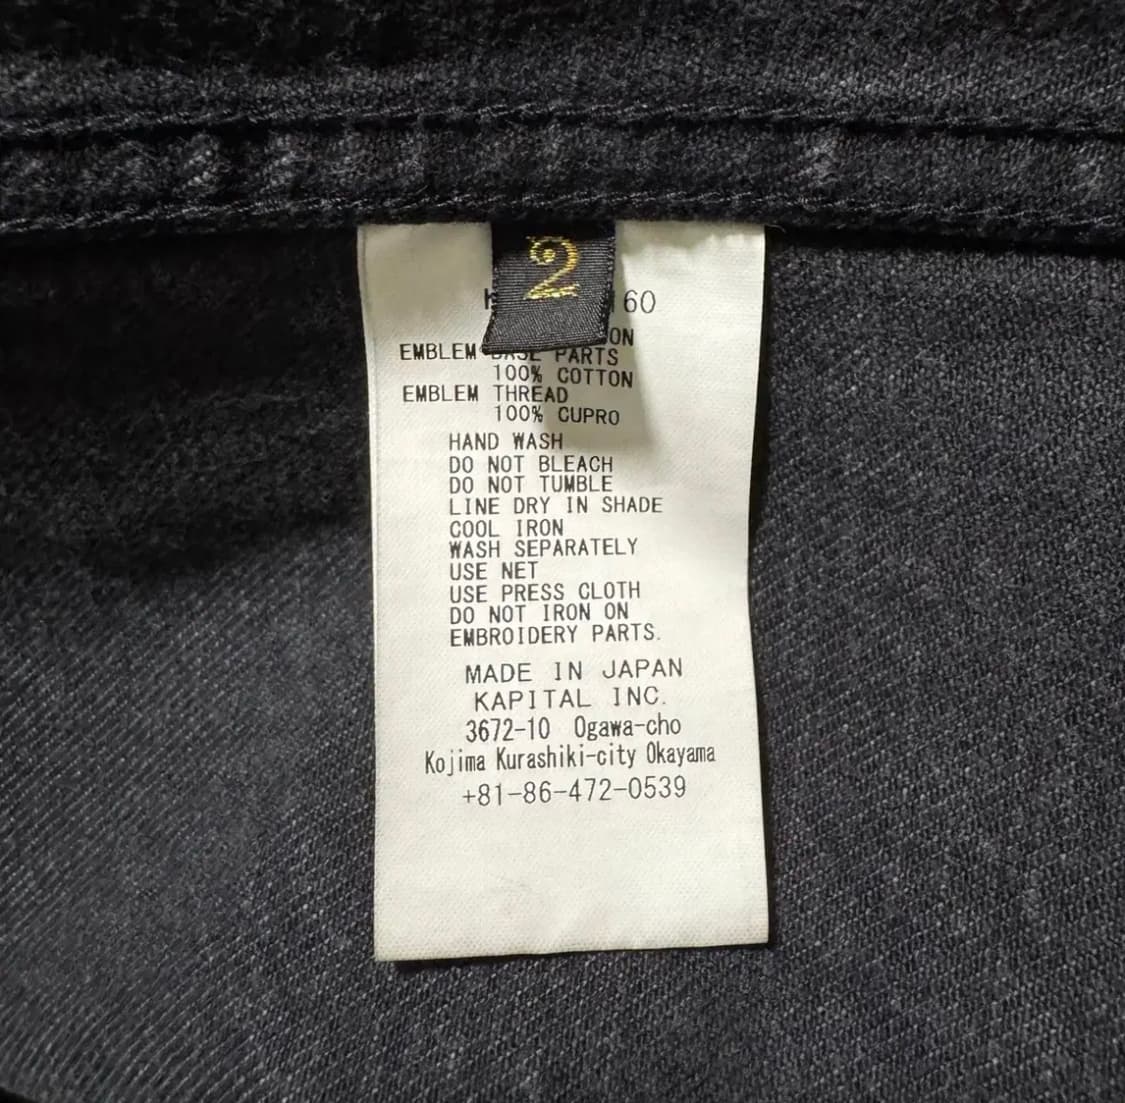 2
160
EMBLEM BASE PARTS
100% COTTON
EMBLEM THREAD
100% CUPRO
HAND WASH
DO NOT BLEACH
DO NOT TUMBLE
LINE DRY IN SHADE
COOL IRON
WASH SEPARATELY
USE NET
USE PRESS CLOTH
DO NOT IRON ON
EMBROIDERY PARTS.
MADE IN JAPAN
KAPITAL INC.
3672-10 Ogawa-cho
Kojima Kurashiki-city Okayama
+81-86-472-0539